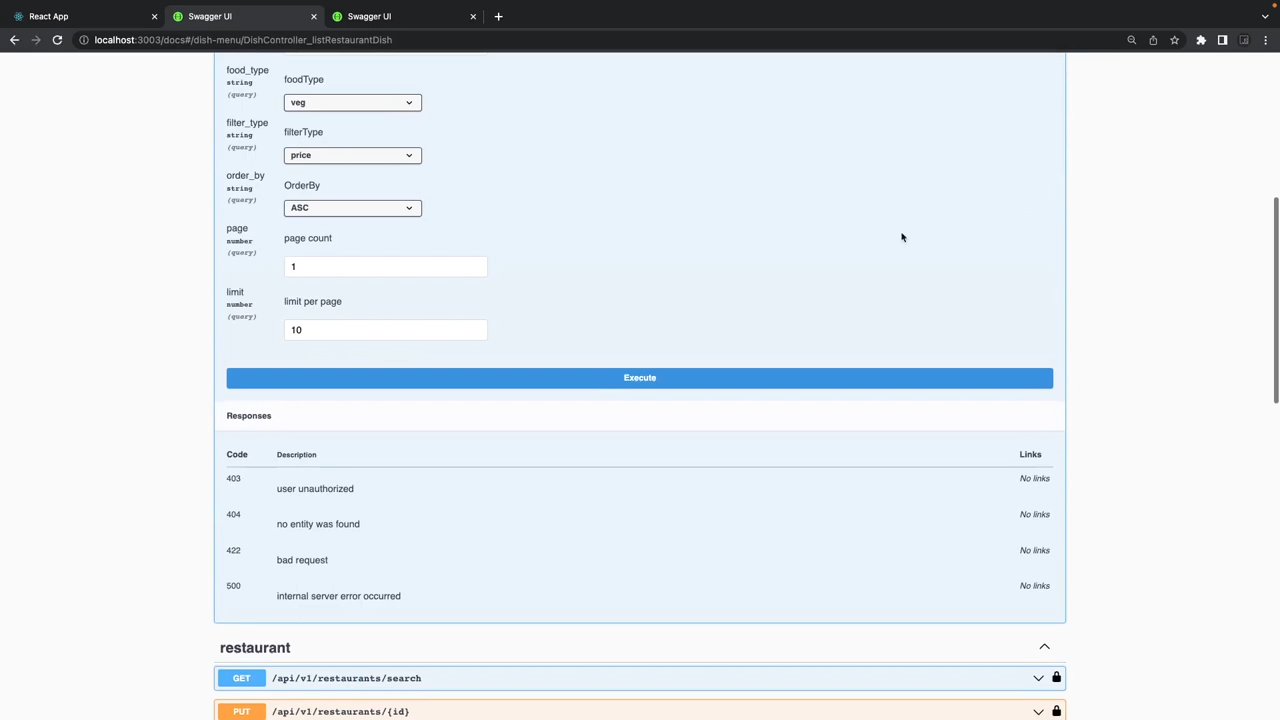 React App
Swagger UI
Swagger UI
localhost:3003/docs#/dish-menu/DishController_listRestaurantDish
food_type
string
(query)
foodType
veg
filter_type
string
(query)
filterType
price
order_by
string
(query)
OrderBy
ASC
page
number
(query)
page count
1
limit
number
(query)
limit per page
10
Execute
Responses
Code Description Links
403 user unauthorized No links
404 no entity was found No links
422 bad request No links
500 internal server error occurred No links
restaurant
GET /api/v1/restaurants/search
PUT /api/v1/restaurants/{id}